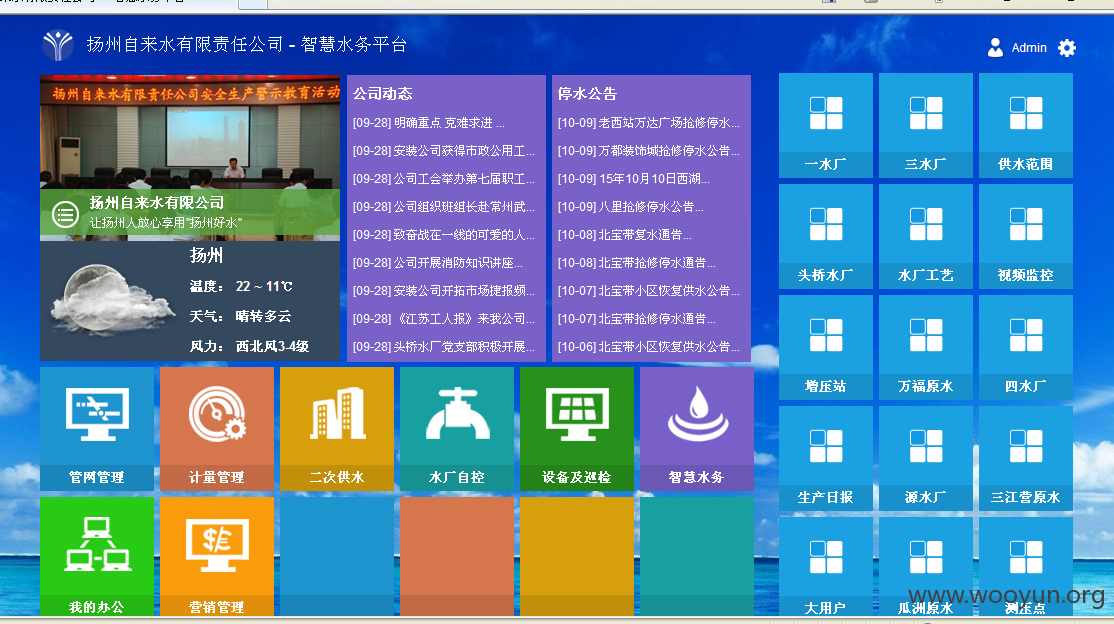 扬州自来水有限责任公司 - 智慧水务平台
Admin
扬州自来水有限责任公司安全生产警示教育活动
扬州自来水有限公司
让扬州人放心享用"扬州好水"
扬州
温度： 22 ~ 11℃
天气： 晴转多云
风力： 西北风3-4级
公司动态
[09-28] 明确重点 克难求进 ...
[09-28] 安装公司获得市政公用工...
[09-28] 公司工会举办第七届职工...
[09-28] 公司组织班组长赴常州武...
[09-28] 致奋战在一线的可爱的人...
[09-28] 公司开展消防知识讲座...
[09-28] 安装公司开拓市场捷报频...
[09-28] 《江苏工人报》来我公司...
[09-28] 头桥水厂党支部积极开展...
停水公告
[10-09] 老西站万达广场抢修停水...
[10-09] 万都装饰城抢修停水公告...
[10-09] 15年10月10日西湖...
[10-09] 八里抢修停水公告...
[10-08] 北宝带复水通告...
[10-08] 北宝带抢修停水通告...
[10-07] 北宝带小区恢复供水公告...
[10-07] 北宝带抢修停水通告...
[10-06] 北宝带小区恢复供水公告...
一水厂
三水厂
供水范围
头桥水厂
水厂工艺
视频监控
增压站
万福原水
四水厂
生产日报
源水厂
三江营原水
大用户
瓜洲原水
测压点
管网管理
计量管理
二次供水
水厂自控
设备及巡检
智慧水务
我的办公
营销管理
www.wooyun.org